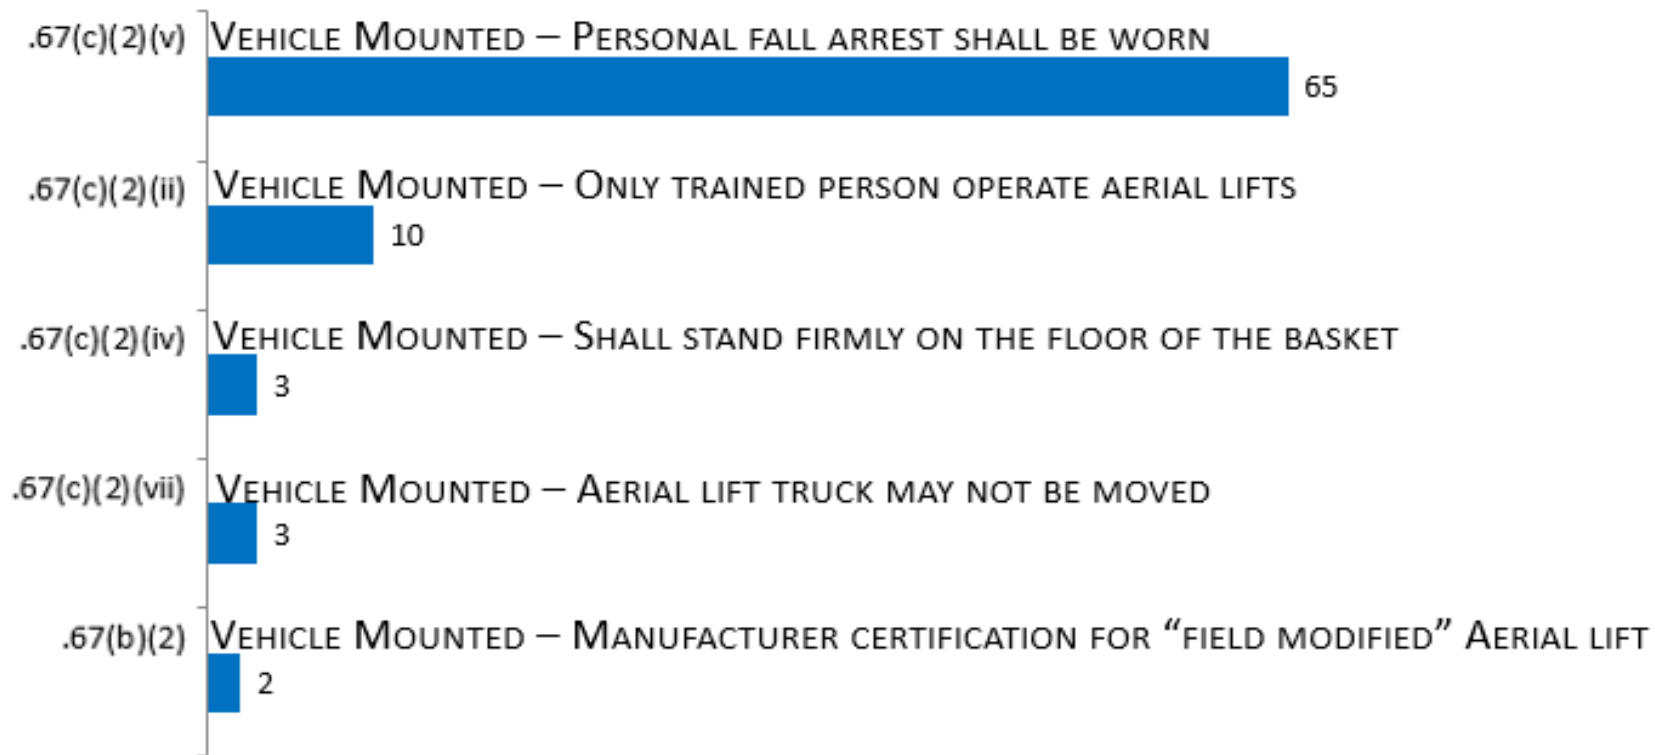 .67(c)(2)(v) Vehicle Mounted – Personal fall arrest shall be worn
65
.67(c)(2)(ii) Vehicle Mounted – Only trained person operate aerial lifts
10
.67(c)(2)(iv) Vehicle Mounted – Shall stand firmly on the floor of the basket
3
.67(c)(2)(vii) Vehicle Mounted – Aerial lift truck may not be moved
3
.67(b)(2) Vehicle Mounted – Manufacturer certification for “field modified” Aerial lift
2